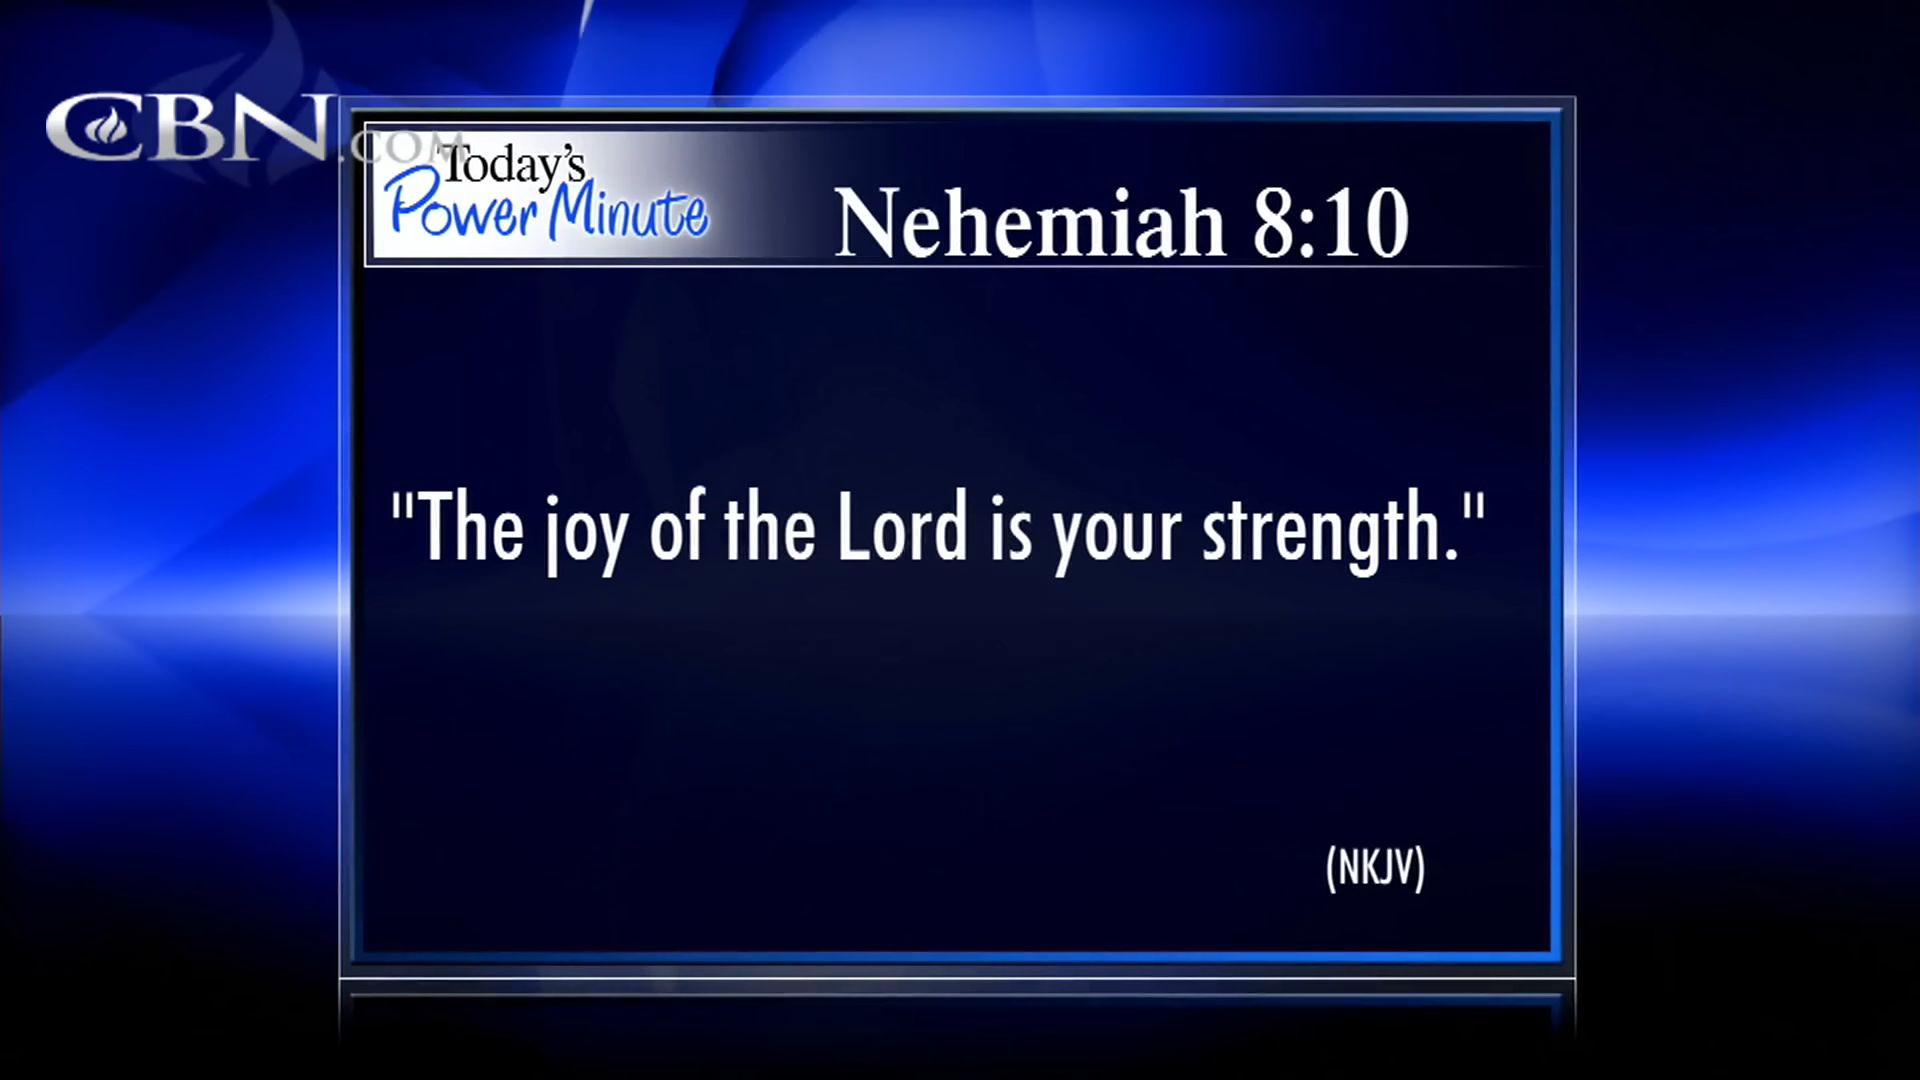 CBN.COM
Today's
Power Minute
Nehemiah 8:10
"The joy of the Lord is your strength."
(NKJV)